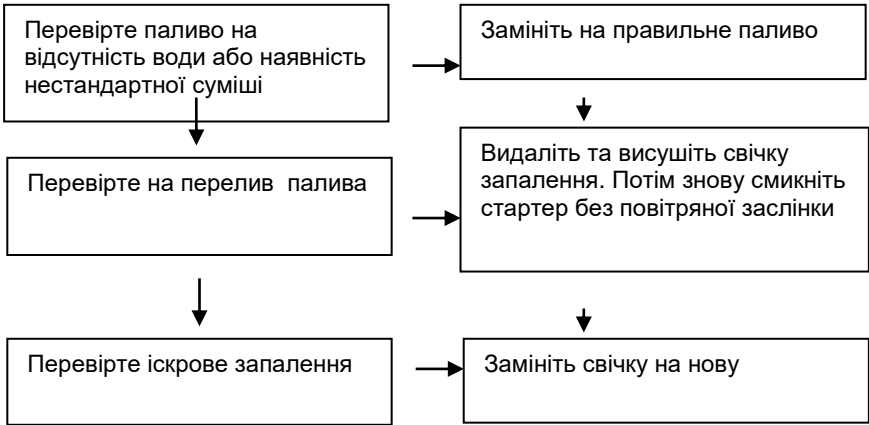 Перевірте паливо на
відсутність води або наявність
нестандартної суміші
Замініть на правильне паливо
Перевірте на перелив палива
Видаліть та висушіть свічку
запалення. Потім знову смикніть
стартер без повітряної заслінки
Перевірте іскрове запалення
Замініть свічку на нову